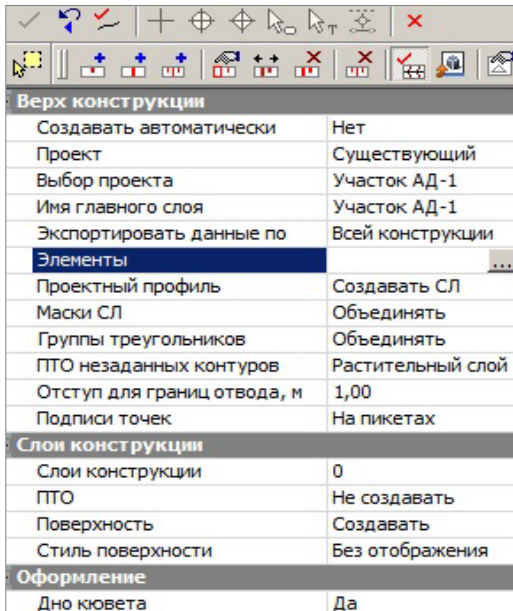 Верх конструкции
Создавать автоматически Нет
Проект Существующий
Выбор проекта Участок АД-1
Имя главного слоя Участок АД-1
Экспортировать данные по Всей конструкции
Элементы ...
Проектный профиль Создавать СЛ
Маски СЛ Объединять
Группы треугольников Объединять
ПТО незаданных контуров Растительный слой
Отступ для границ отвода, м 1,00
Подписи точек На пикетах
Слои конструкции
Слои конструкции 0
ПТО Не создавать
Поверхность Создавать
Стиль поверхности Без отображения
Оформление
Дно кювета Да